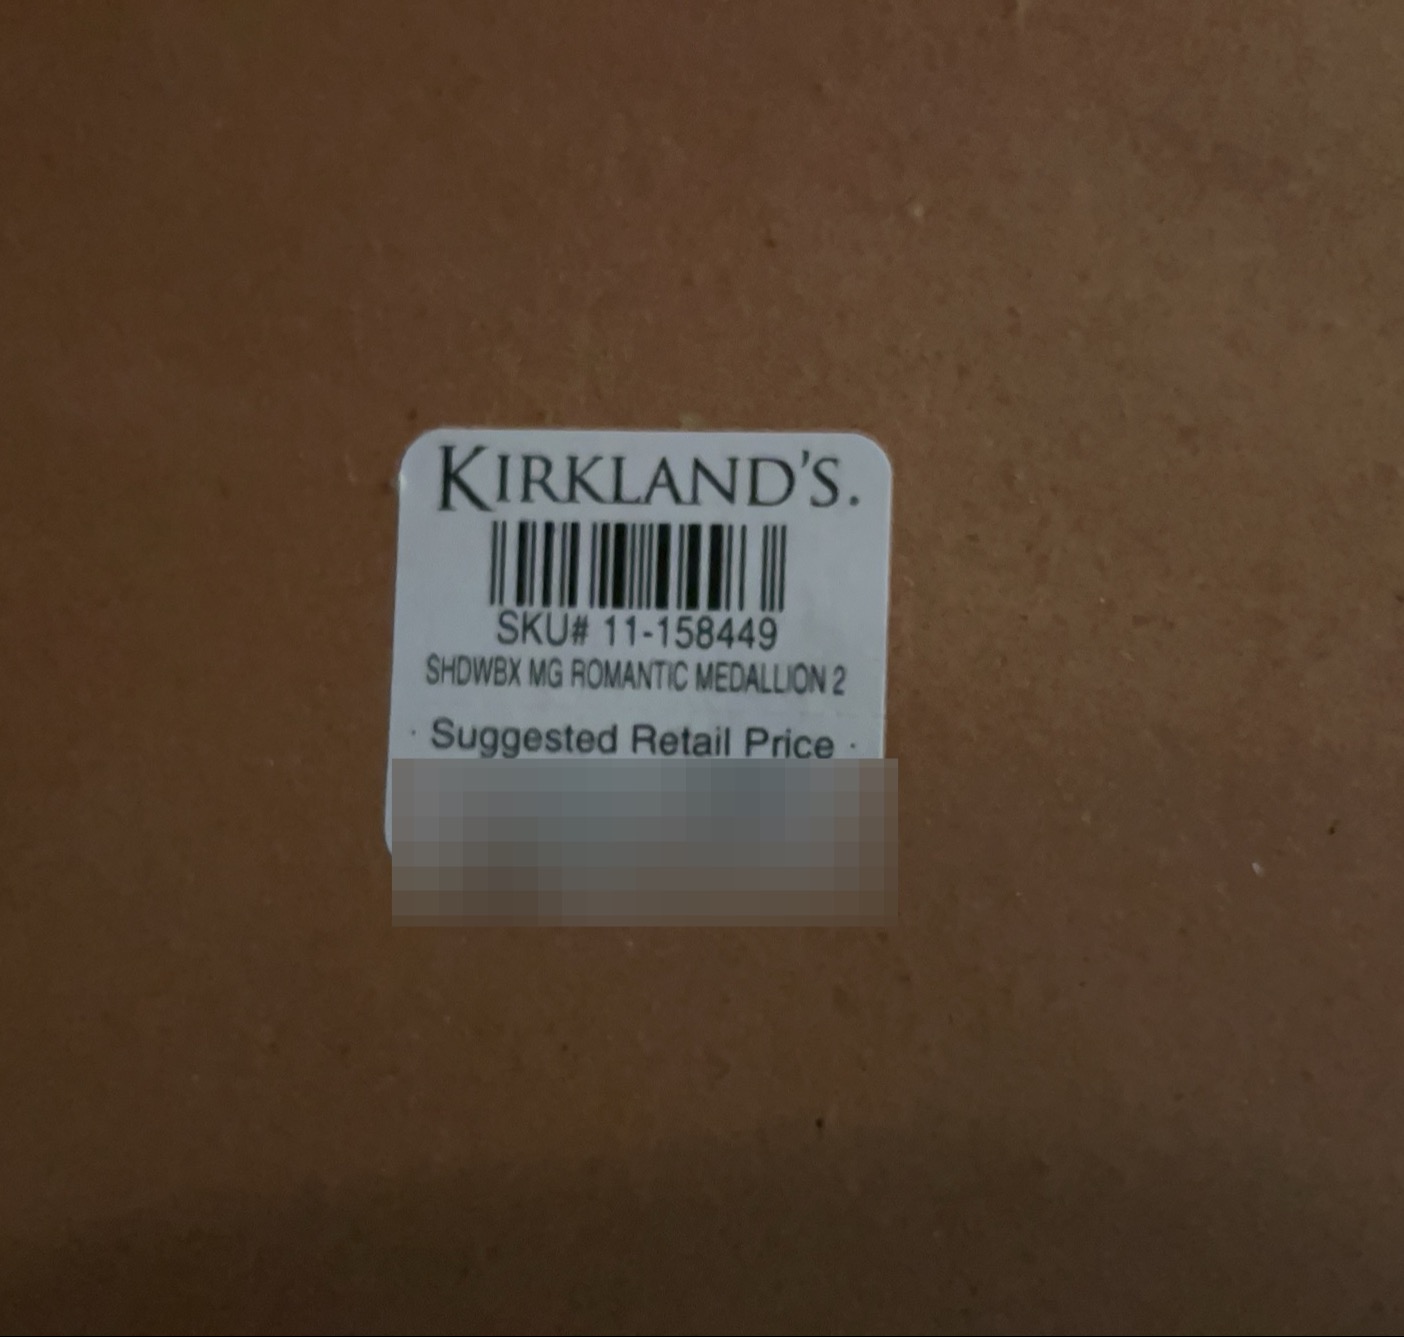 KIRKLAND'S.
SKU# 11-158449
SHDWBX MG ROMANTIC MEDALLION 2
· Suggested Retail Price ·